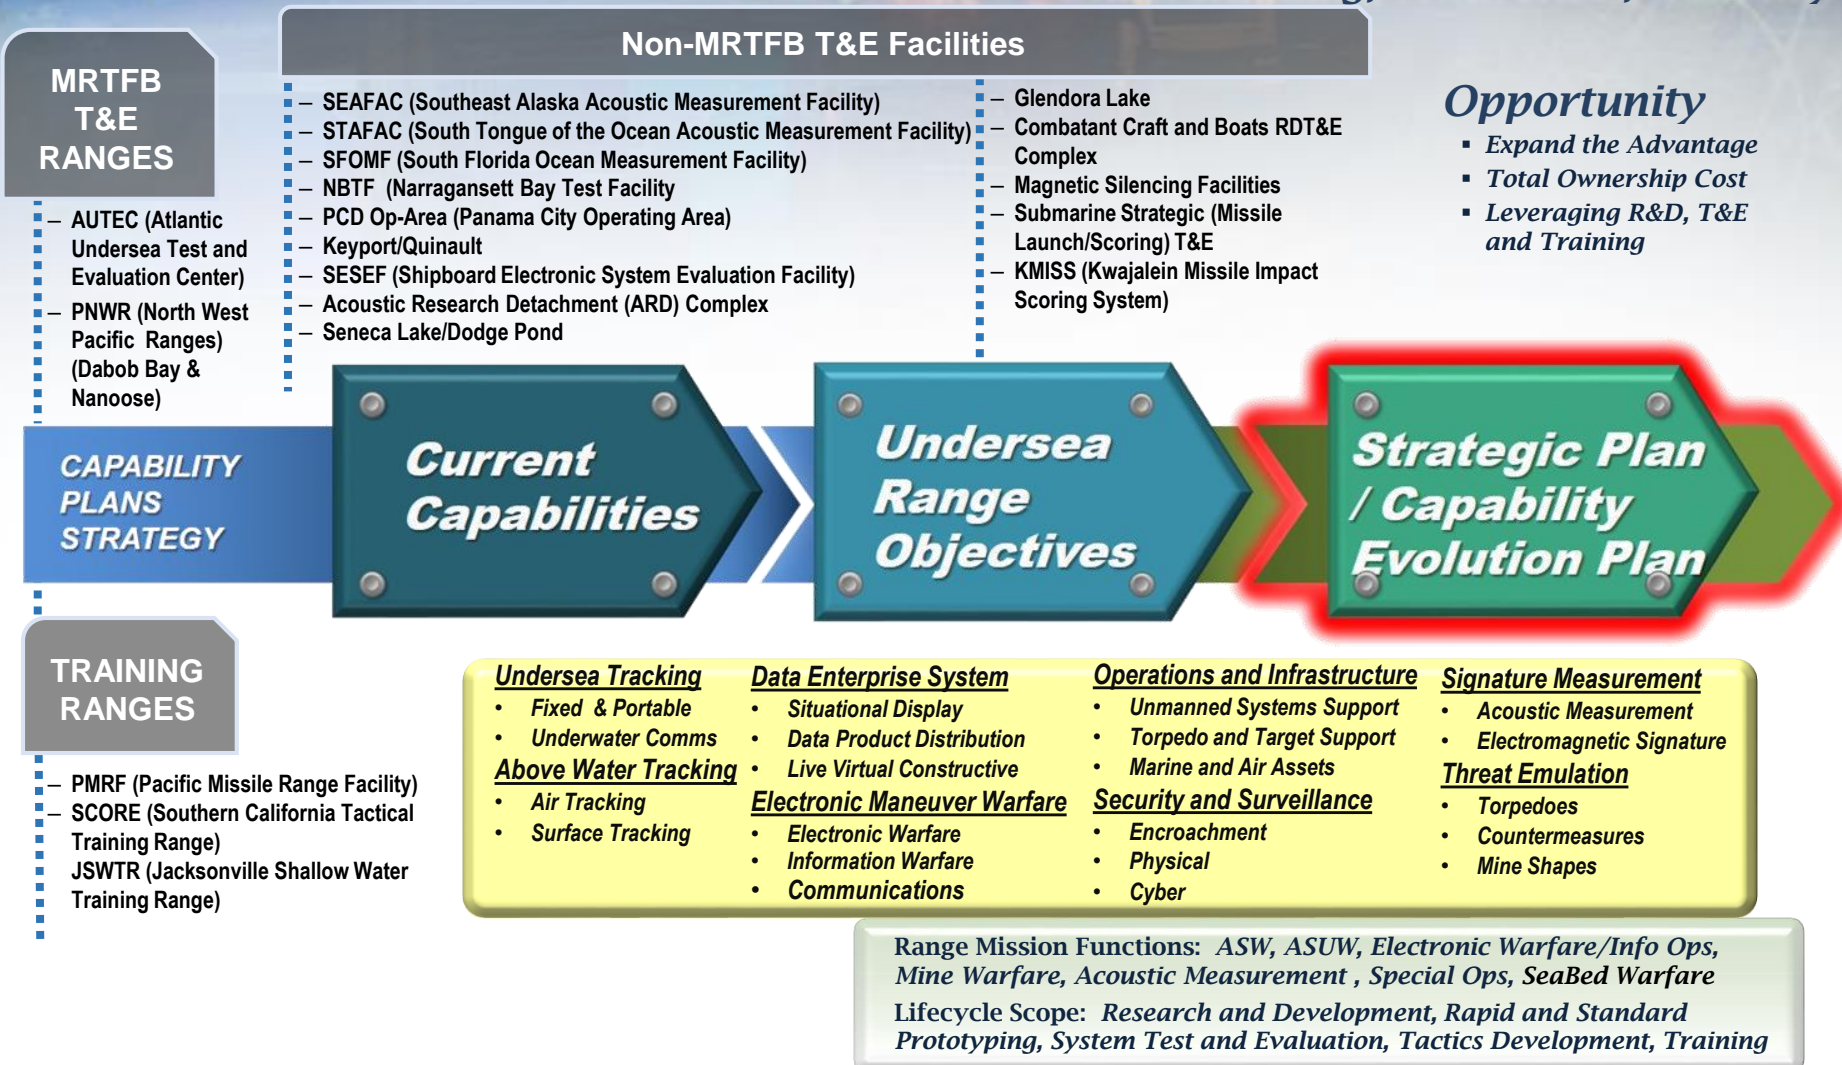 Non-MRTFB T&E Facilities
MRTFB
T&E
RANGES
– AUTEC (Atlantic
Undersea Test and
Evaluation Center)
– PNWR (North West
Pacific Ranges)
(Dabob Bay &
Nanoose)
– SEAFAC (Southeast Alaska Acoustic Measurement Facility)
– STAFAC (South Tongue of the Ocean Acoustic Measurement Facility)
– SFOMF (South Florida Ocean Measurement Facility)
– NBTF (Narragansett Bay Test Facility
– PCD Op-Area (Panama City Operating Area)
– Keyport/Quinault
– SESEF (Shipboard Electronic System Evaluation Facility)
– Acoustic Research Detachment (ARD) Complex
– Seneca Lake/Dodge Pond
– Glendora Lake
– Combatant Craft and Boats RDT&E
Complex
– Magnetic Silencing Facilities
– Submarine Strategic (Missile
Launch/Scoring) T&E
– KMISS (Kwajalein Missile Impact
Scoring System)
Opportunity
▪ Expand the Advantage
▪ Total Ownership Cost
▪ Leveraging R&D, T&E
and Training
CAPABILITY
PLANS
STRATEGY
Current
Capabilities
Undersea
Range
Objectives
Strategic Plan
/ Capability
Evolution Plan
TRAINING
RANGES
– PMRF (Pacific Missile Range Facility)
– SCORE (Southern California Tactical
Training Range)
JSWTR (Jacksonville Shallow Water
Training Range)
Undersea Tracking
• Fixed & Portable
• Underwater Comms
Above Water Tracking
• Air Tracking
• Surface Tracking
Data Enterprise System
• Situational Display
• Data Product Distribution
• Live Virtual Constructive
Electronic Maneuver Warfare
• Electronic Warfare
• Information Warfare
• Communications
Operations and Infrastructure
• Unmanned Systems Support
• Torpedo and Target Support
• Marine and Air Assets
Security and Surveillance
• Encroachment
• Physical
• Cyber
Signature Measurement
• Acoustic Measurement
• Electromagnetic Signature
Threat Emulation
• Torpedoes
• Countermeasures
• Mine Shapes
Range Mission Functions: ASW, ASUW, Electronic Warfare/Info Ops,
Mine Warfare, Acoustic Measurement , Special Ops, SeaBed Warfare
Lifecycle Scope: Research and Development, Rapid and Standard
Prototyping, System Test and Evaluation, Tactics Development, Training